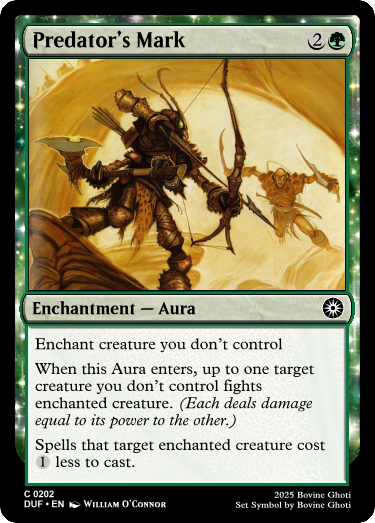 Predator's Mark 2
Enchantment — Aura
Enchant creature you don't control
When this Aura enters, up to one target
creature you don't control fights
enchanted creature. (Each deals damage
equal to its power to the other.)
Spells that target enchanted creature cost
1 less to cast.
C 0202
DUF • EN William O'Connor
2025 Bovine Ghoti
Set Symbol by Bovine Ghoti